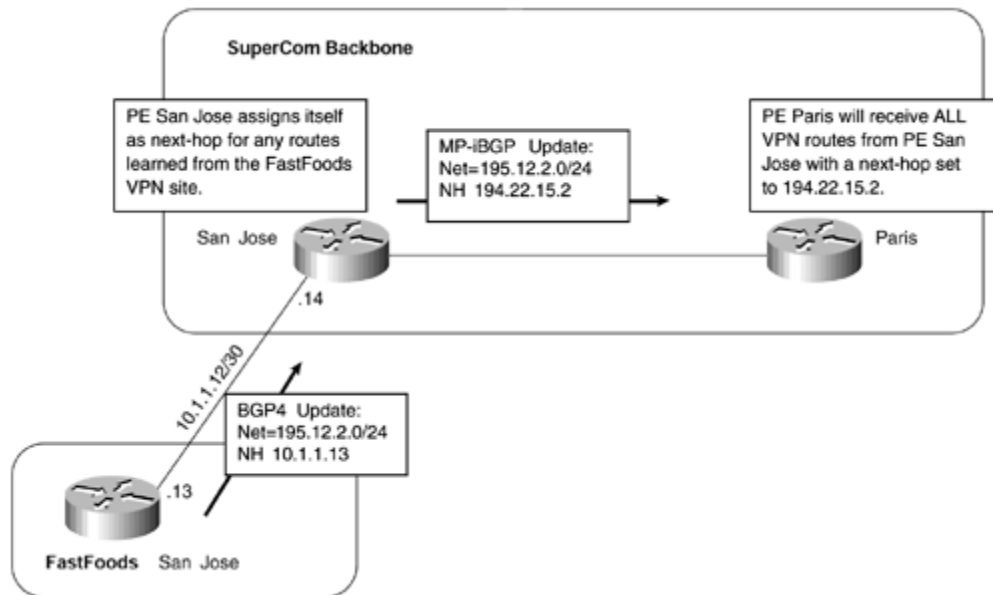 SuperCom Backbone
PE San Jose assigns itself
as next-hop for any routes
learned from the FastFoods
VPN site.
MP-iBGP Update:
Net=195.12.2.0/24
NH 194.22.15.2
PE Paris will receive ALL
VPN routes from PE San
Jose with a next-hop set
to 194.22.15.2.
San Jose
Paris
.14
10.1.1.12/30
BGP4 Update:
Net=195.12.2.0/24
NH 10.1.1.13
.13
FastFoods San Jose